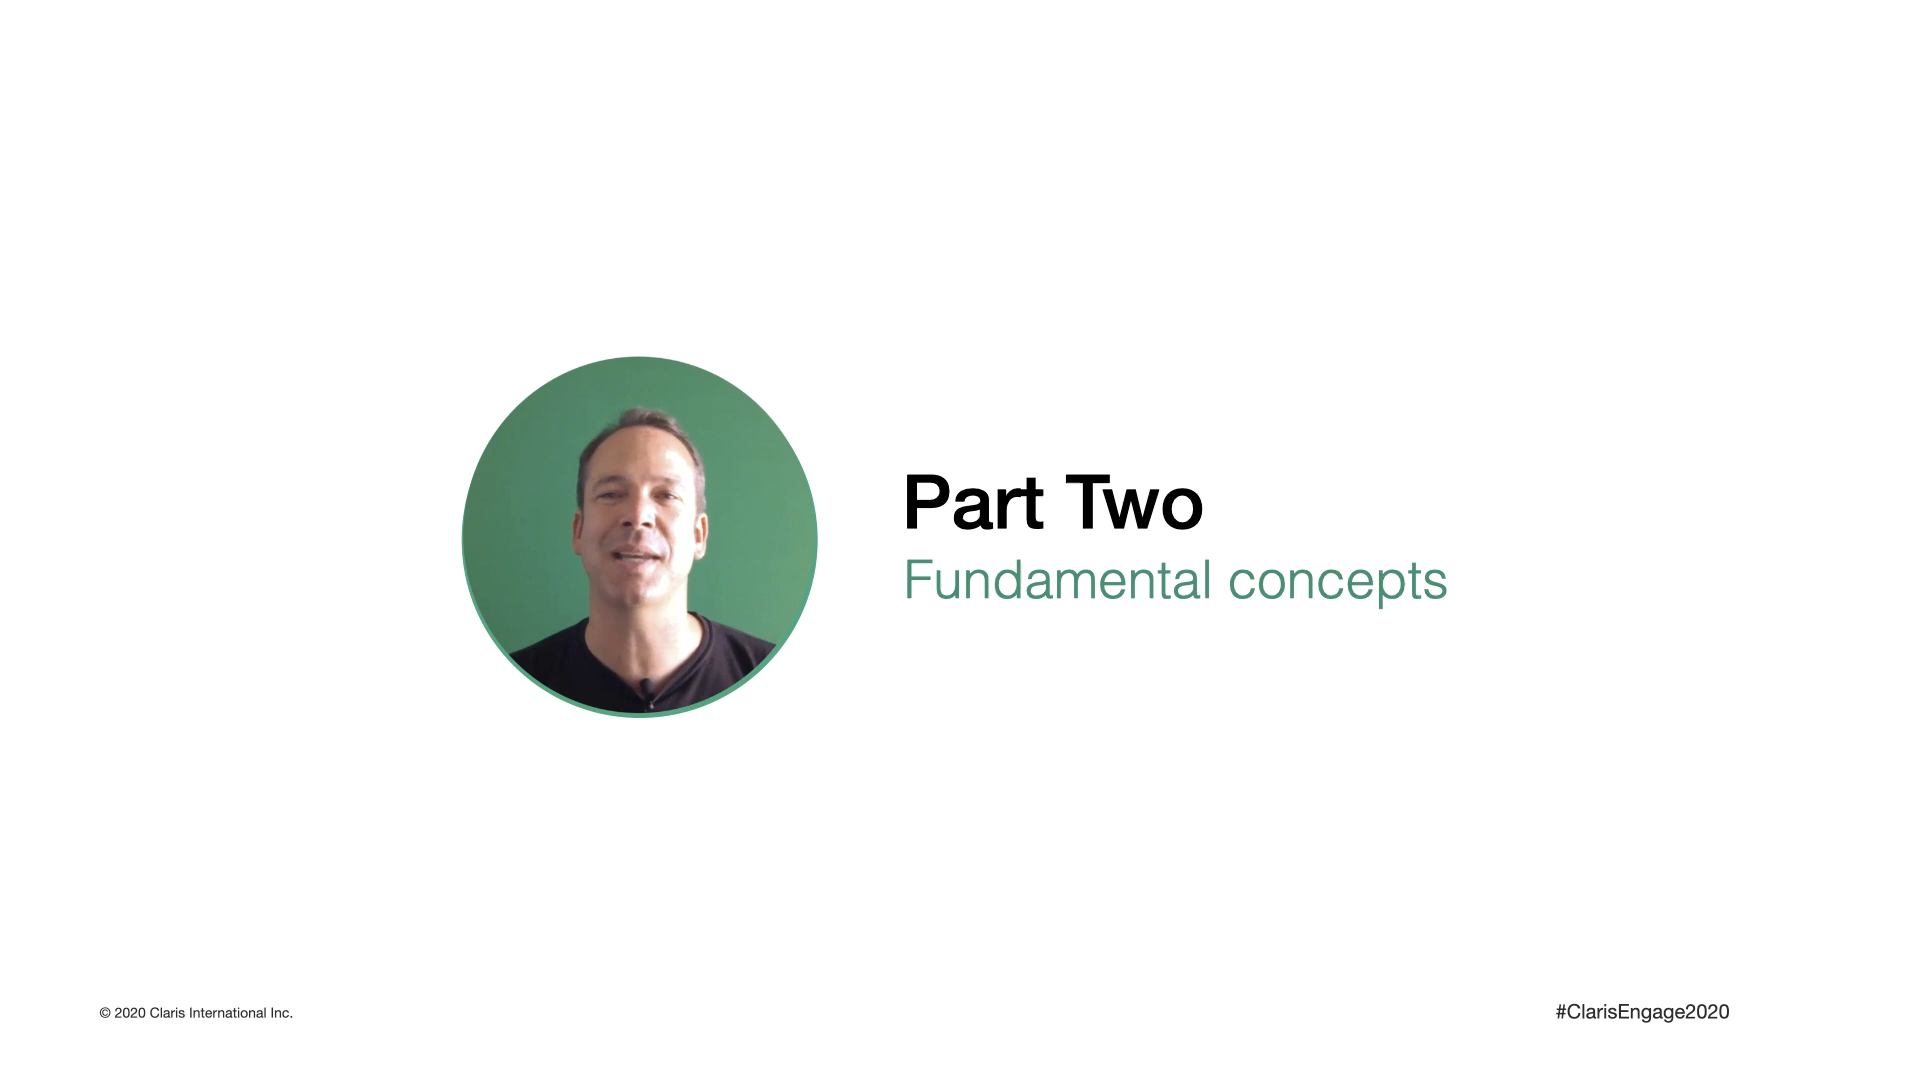 Part Two
Fundamental concepts
© 2020 Claris International Inc.
#ClarisEngage2020